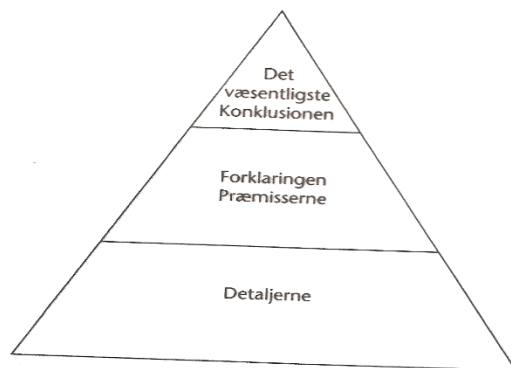 Det
væsentligste
Konklusionen
Forklaringen
Præmisserne
Detaljerne